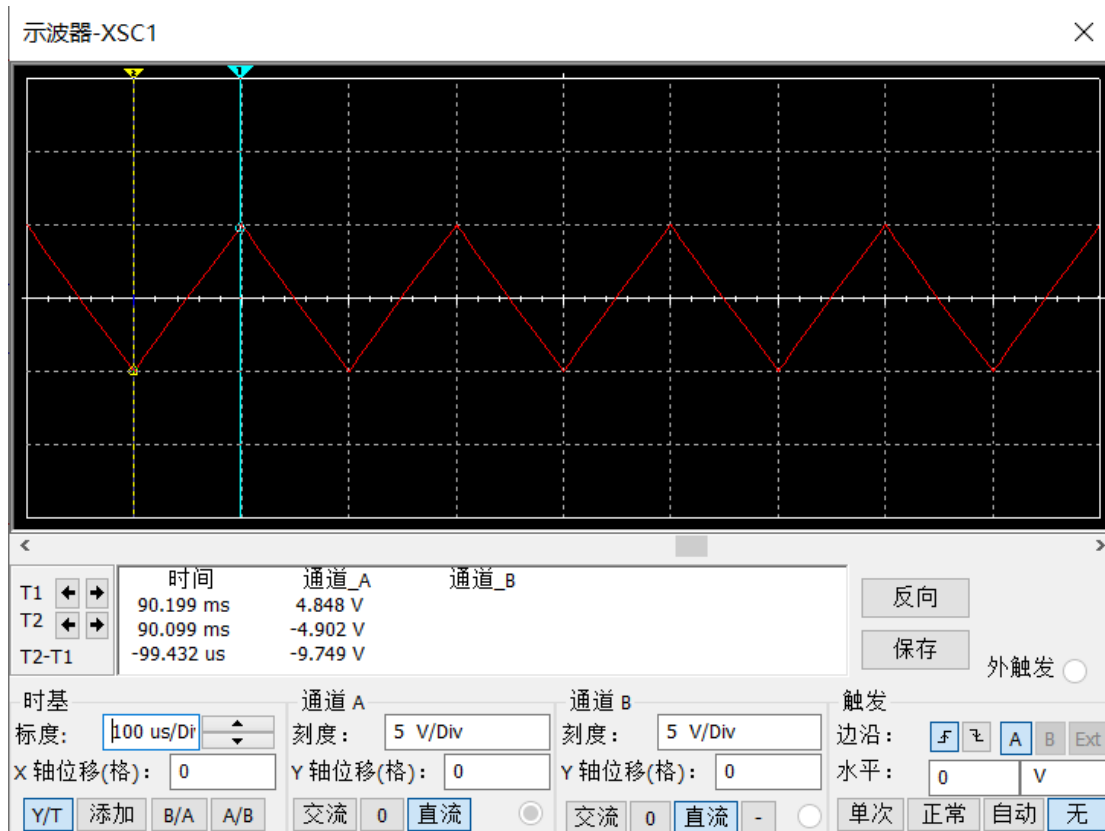 示波器-XSC1
2 1
时间 通道_A 通道_B
T1 90.199 ms 4.848 V
T2 90.099 ms -4.902 V
T2-T1 -99.432 us -9.749 V
反向
保存
外触发
时基 通道 A 通道 B 触发
标度: 100 us/Di 刻度: 5 V/Div 刻度: 5 V/Div 边沿: A B Ext
X 轴位移(格): 0 Y 轴位移(格): 0 Y 轴位移(格): 0 水平: 0 V
Y/T 添加 B/A A/B 交流 0 直流 交流 0 直流 - 单次 正常 自动 无